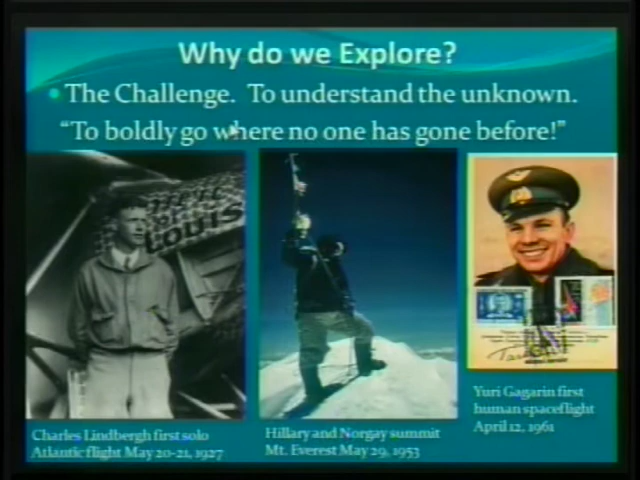 Why do we Explore?
The Challenge. To understand the unknown.
“To boldly go where no one has gone before!”
LOUIS
Charles Lindbergh first solo
Atlantic flight May 20-21, 1927
Hillary and Norgay summit
Mt. Everest May 29, 1953
Yuri Gagarin first
human spaceflight
April 12, 1961